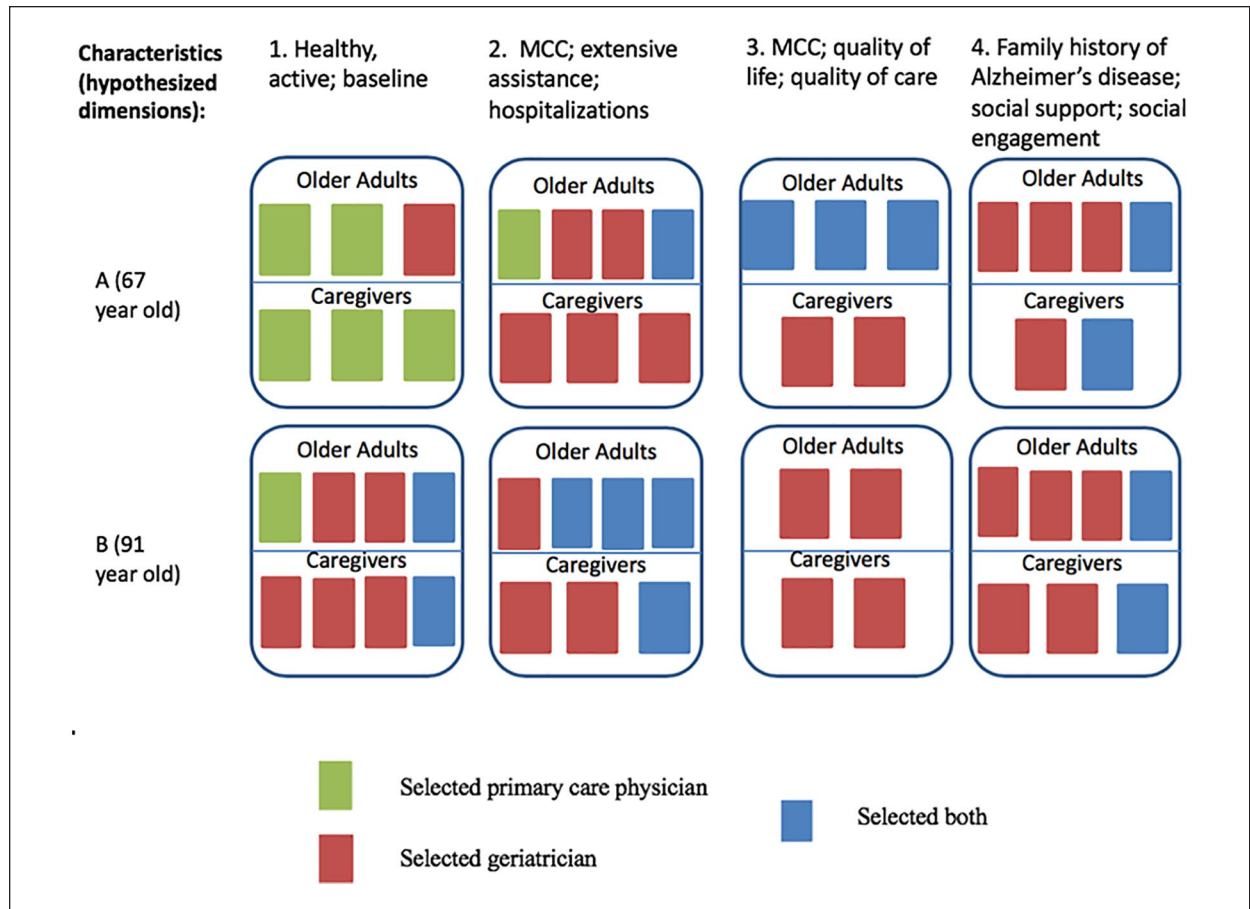 Characteristics
(hypothesized
dimensions):
1. Healthy,
active; baseline
2.  MCC; extensive
assistance;
hospitalizations
3. MCC; quality of
life; quality of care
4. Family history of
Alzheimer’s disease;
social support; social
engagement
A (67
year old)
Older Adults
Caregivers
Older Adults
Caregivers
Older Adults
Caregivers
Older Adults
Caregivers
B (91
year old)
Older Adults
Caregivers
Older Adults
Caregivers
Older Adults
Caregivers
Older Adults
Caregivers
Selected primary care physician
Selected geriatrician
Selected both